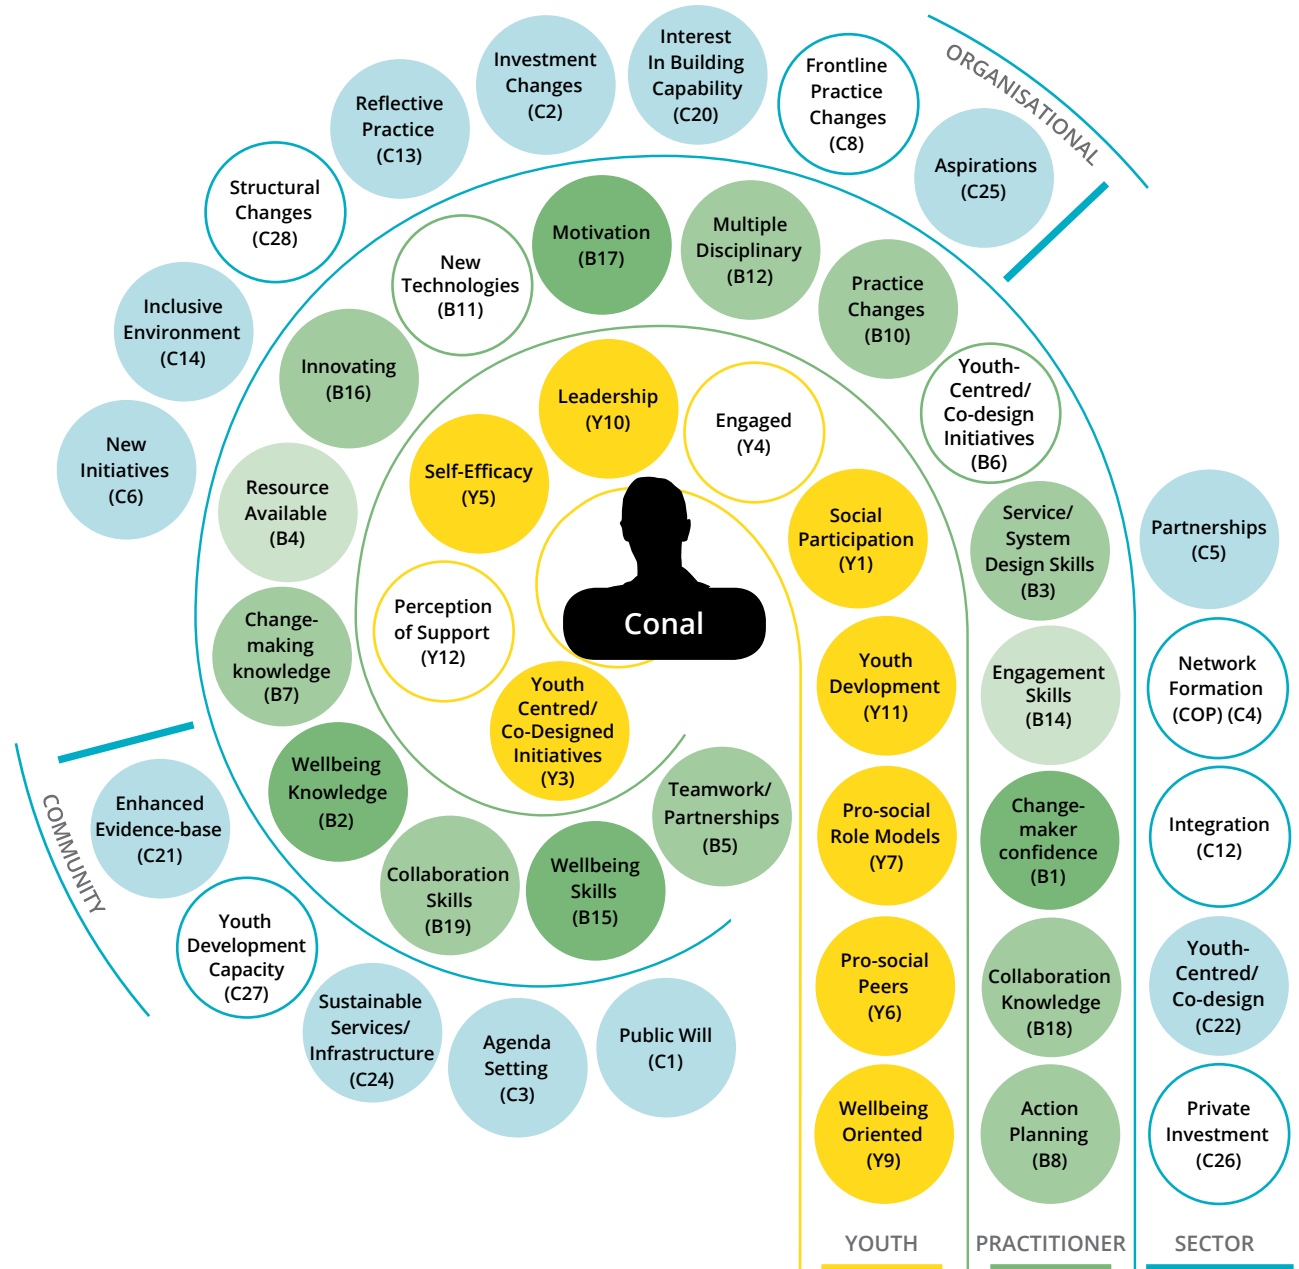 Interest
In Building
Capability
(C20)
Investment
Changes
(C2)
Frontline
Practice
Changes
(C8)
ORGANISATIONAL
Reflective
Practice
(C13)
Aspirations
(C25)
Structural
Changes
(C28)
Inclusive
Environment
(C14)
New
Initiatives
(C6)
Motivation
(B17)
Multiple
Disciplinary
(B12)
New
Technologies
(B11)
Practice
Changes
(B10)
Innovating
(B16)
Youth-
Centred/
Co-design
Initiatives
(B6)
Resource
Available
(B4)
Service/
System
Design Skills
(B3)
Leadership
(Y10)
Engaged
(Y4)
Self-Efficacy
(Y5)
Social
Participation
(Y1)
Partnerships
(C5)
Perception
of Support
(Y12)
Conal
Change-
making
knowledge
(B7)
Youth
Centred/
Co-Designed
Initiatives
(Y3)
Youth
Devlopment
(Y11)
Engagement
Skills
(B14)
Network
Formation
(COP) (C4)
Wellbeing
Knowledge
(B2)
Teamwork/
Partnerships
(B5)
Pro-social
Role Models
(Y7)
Change-
maker
confidence
(B1)
Integration
(C12)
COMMUNITY
Enhanced
Evidence-base
(C21)
Collaboration
Skills
(B19)
Wellbeing
Skills
(B15)
Youth
Development
Capacity
(C27)
Pro-social
Peers
(Y6)
Collaboration
Knowledge
(B18)
Youth-
Centred/
Co-design
(C22)
Sustainable
Services/
Infrastructure
(C24)
Agenda
Setting
(C3)
Public Will
(C1)
Wellbeing
Oriented
(Y9)
Action
Planning
(B8)
Private
Investment
(C26)
YOUTH
PRACTITIONER
SECTOR